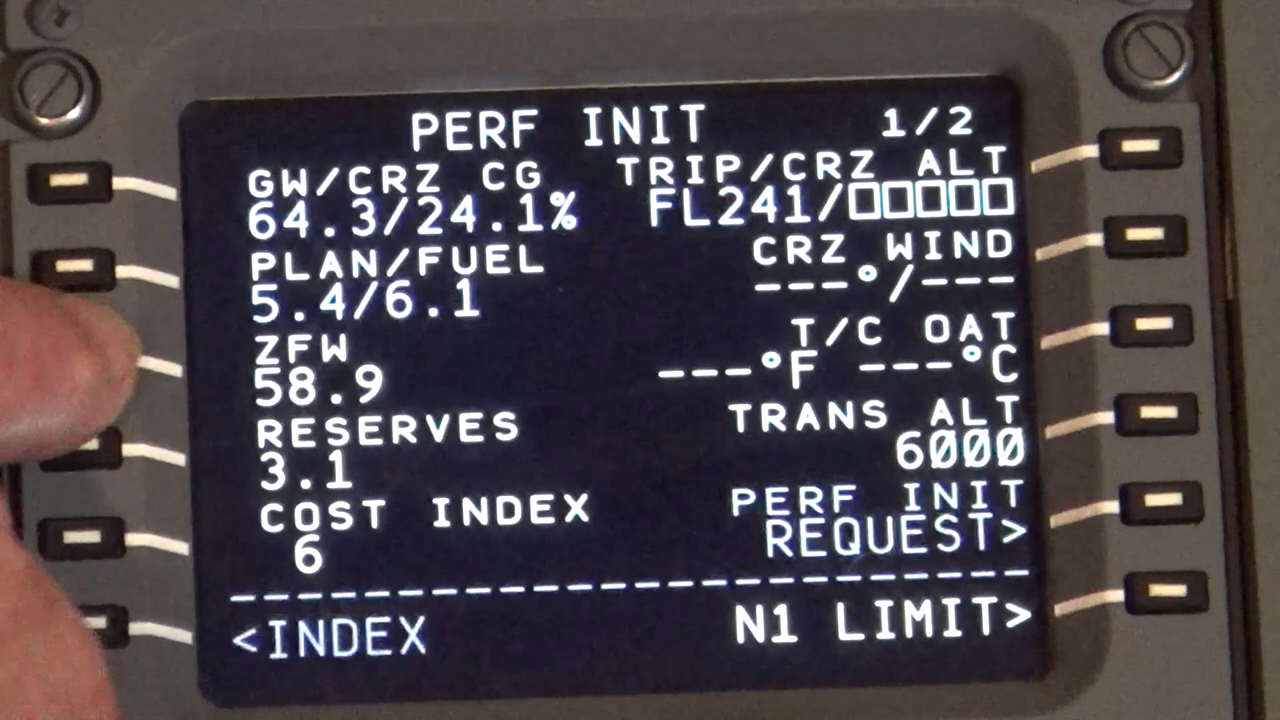 PERF INIT 1/2
GW/CRZ CG TRIP/CRZ ALT
64.3/24.1% FL241/□□□□□
PLAN/FUEL CRZ WIND
5.4/6.1 ---°/---
ZFW T/C OAT
58.9 ---°F ---°C
RESERVES TRANS ALT
3.1 6000
COST INDEX PERF INIT
6 REQUEST>
------------------------
<INDEX N1 LIMIT>